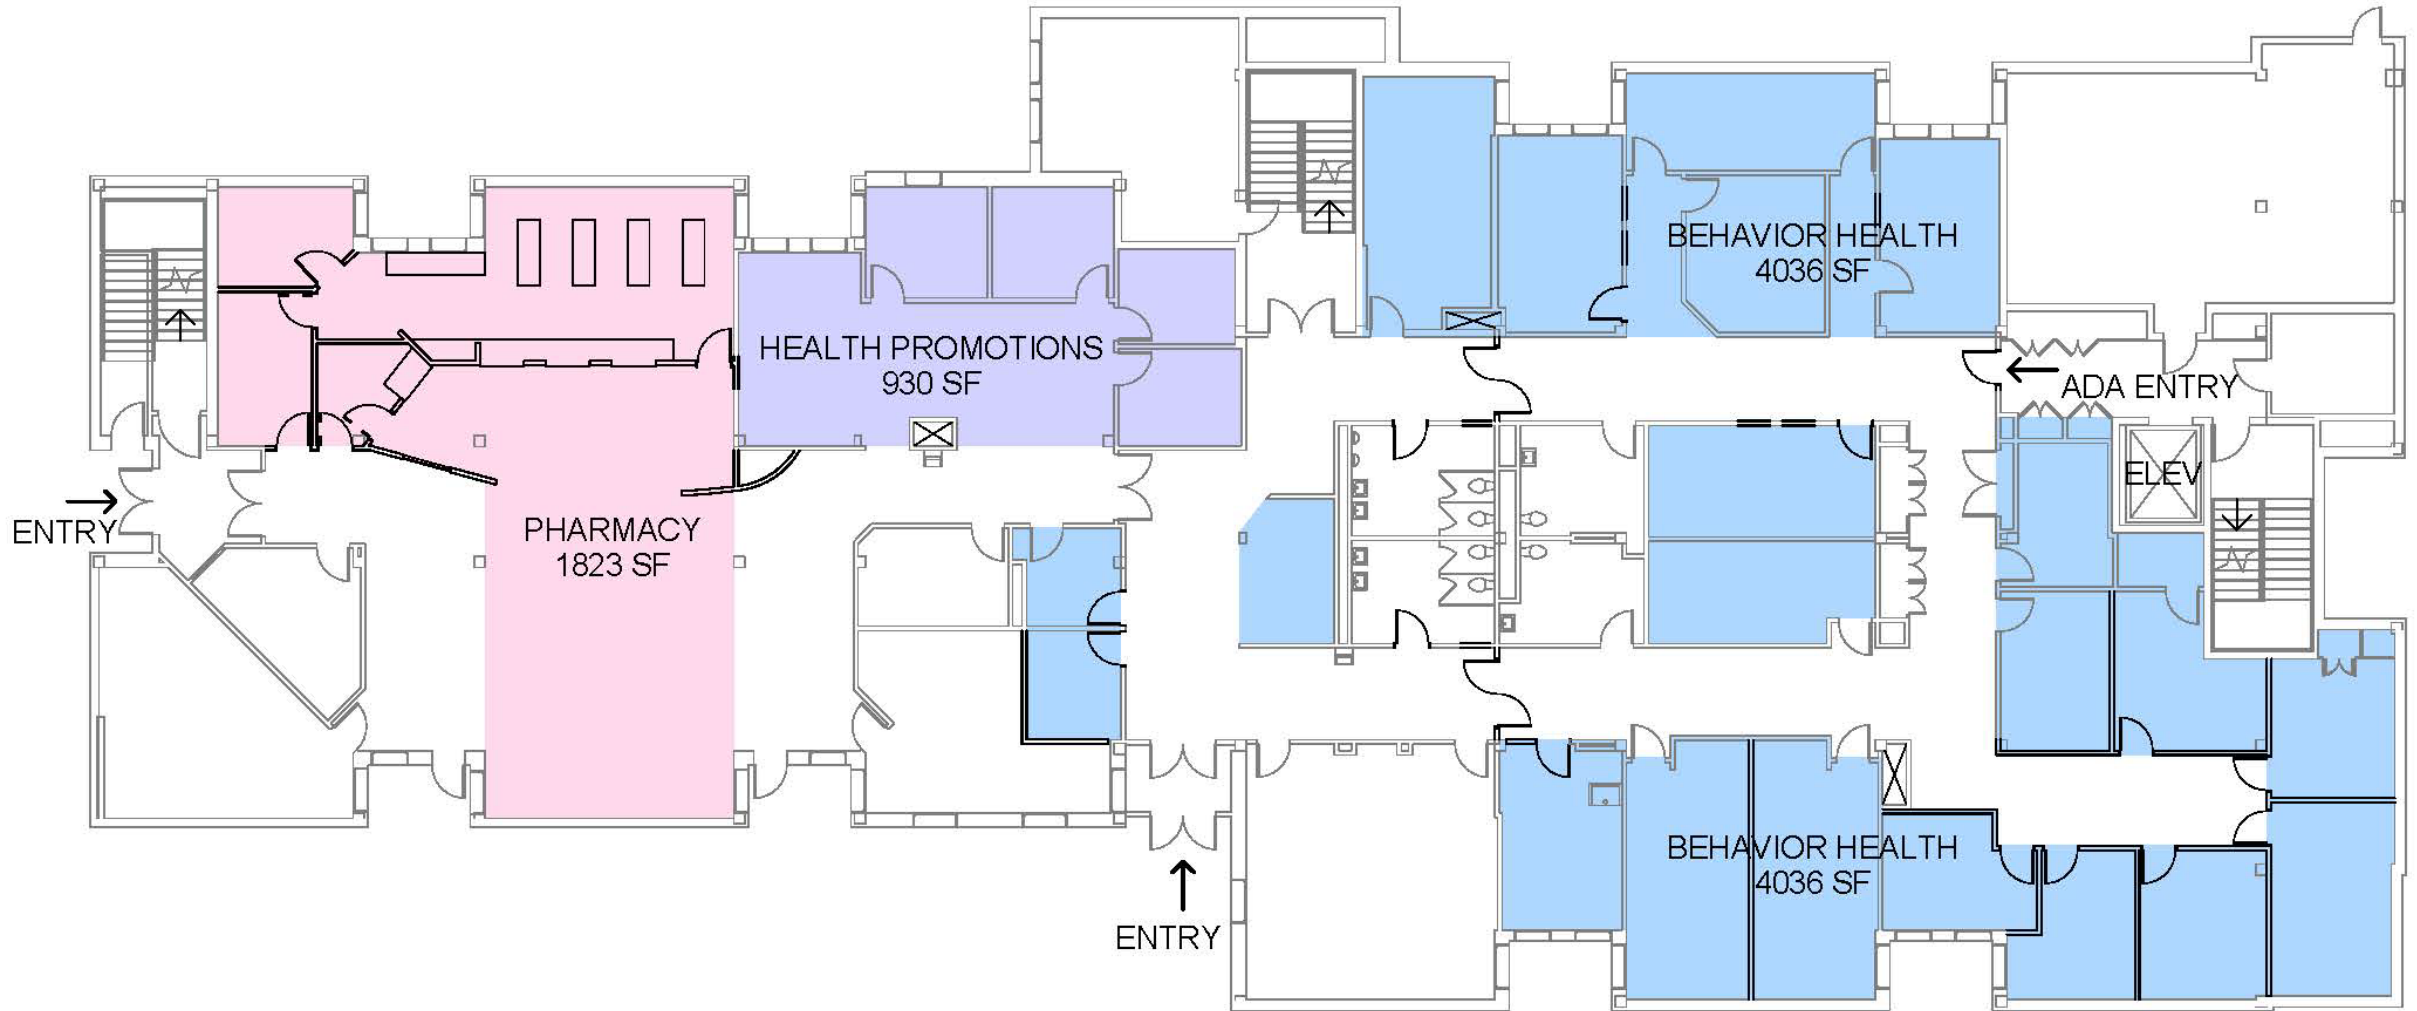 BEHAVIOR HEALTH
4036 SF
HEALTH PROMOTIONS
930 SF
ADA ENTRY
ELEV
ENTRY
PHARMACY
1823 SF
BEHAVIOR HEALTH
4036 SF
ENTRY